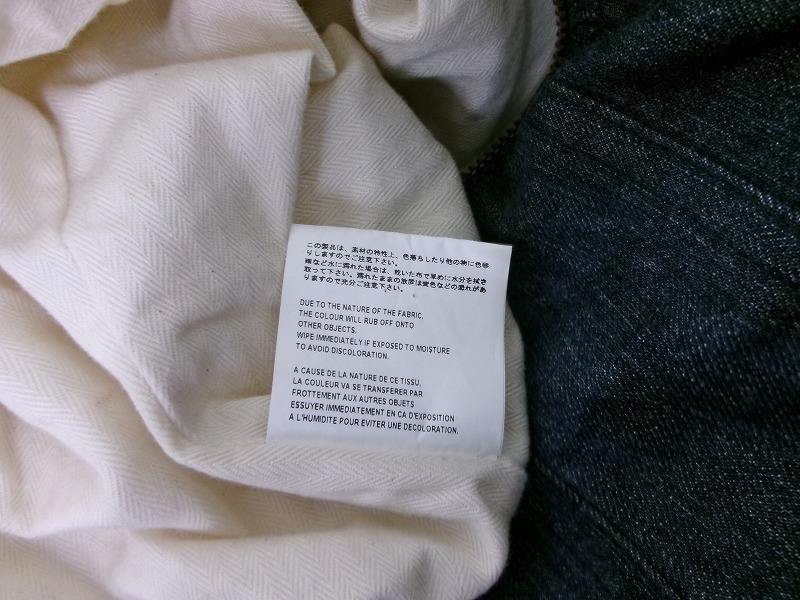 この製品は、素材の特性上、色落ちしたり他の物に色移
りしますのでご注意下さい。
雨など水に濡れた場合は、乾いた布で早めに水分を拭き
取って下さい。濡れたままの放置は変色などの恐れがあ
りますので充分ご注意下さい。
DUE TO THE NATURE OF THE FABRIC,
THE COLOUR WILL RUB OFF ONTO
OTHER OBJECTS.
WIPE IMMEDIATELY IF EXPOSED TO MOISTURE
TO AVOID DISCOLORATION.
A CAUSE DE LA NATURE DE CE TISSU,
LA COULEUR VA SE TRANSFERER PAR
FROTTEMENT AUX AUTRES OBJETS
ESSUYER IMMEDIATEMENT EN CA D'EXPOSITION
A L'HUMIDITE POUR EVITER UNE DECOLORATION.